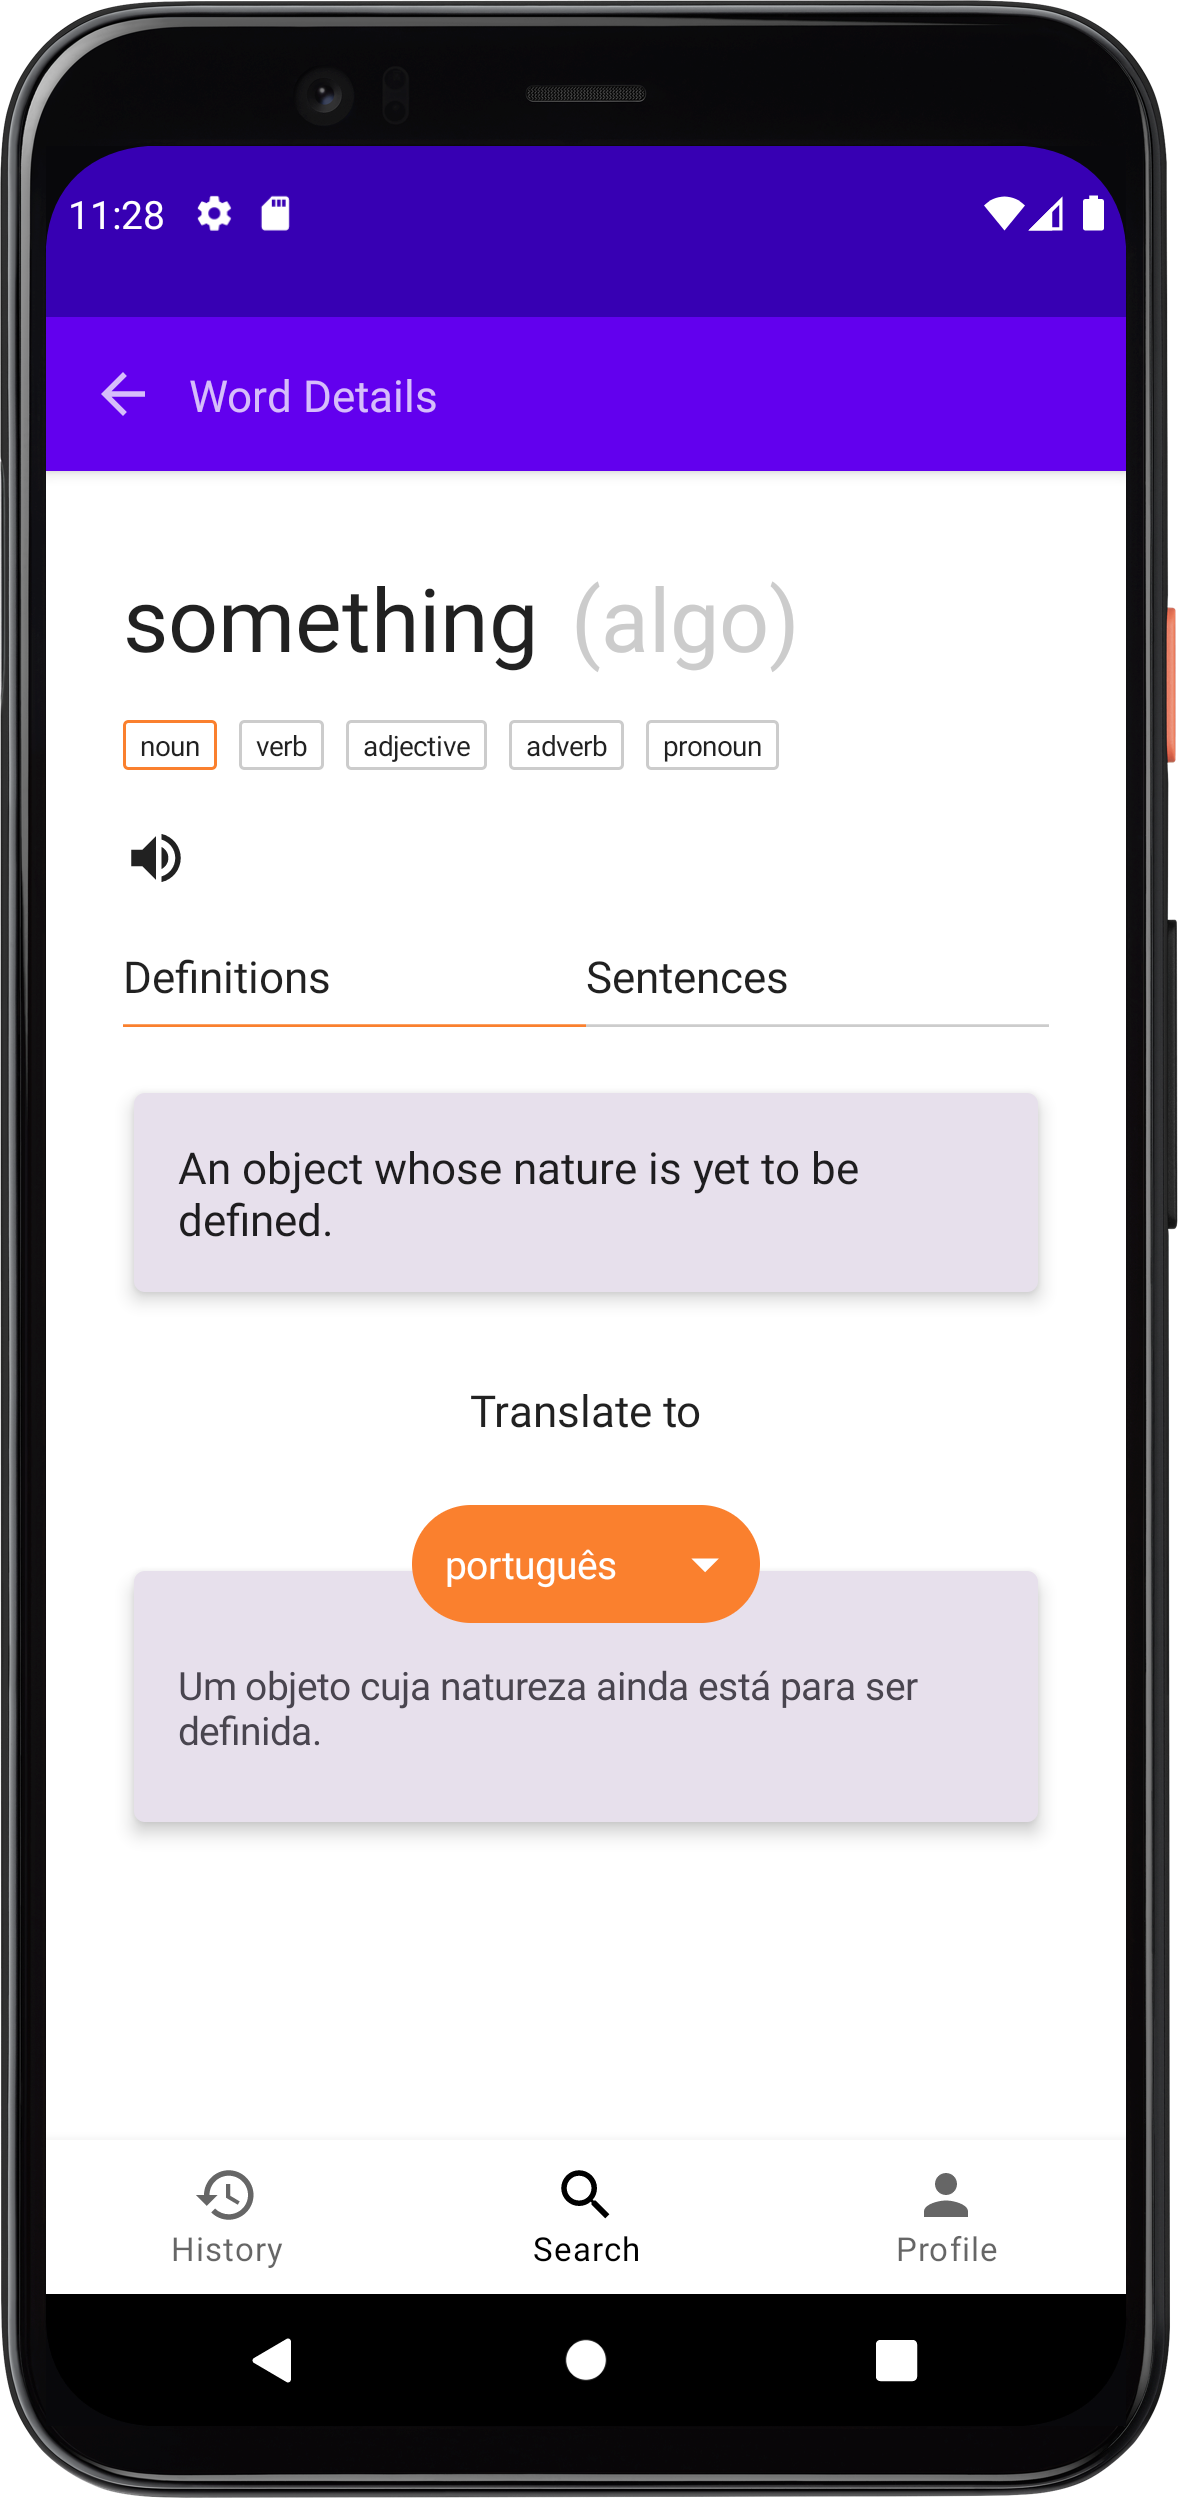 11:28
Word Details
something (algo)
noun verb adjective adverb pronoun
Definitions Sentences
An object whose nature is yet to be
defined.
Translate to
português
Um objeto cuja natureza ainda está para ser
definida.
History Search Profile